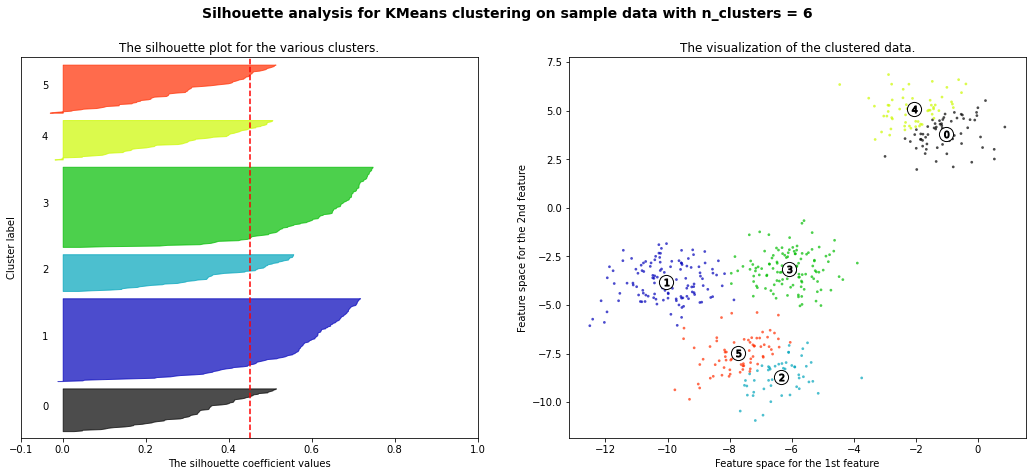 Silhouette analysis for KMeans clustering on sample data with n_clusters = 6
The silhouette plot for the various clusters.
Cluster label
5
4
3
2
1
0
−0.1 0.0 0.2 0.4 0.6 0.8 1.0
The silhouette coefficient values
The visualization of the clustered data.
Feature space for the 2nd feature
7.5
5.0
2.5
0.0
−2.5
−5.0
−7.5
−10.0
4
0
3
1
5
2
−12 −10 −8 −6 −4 −2 0
Feature space for the 1st feature